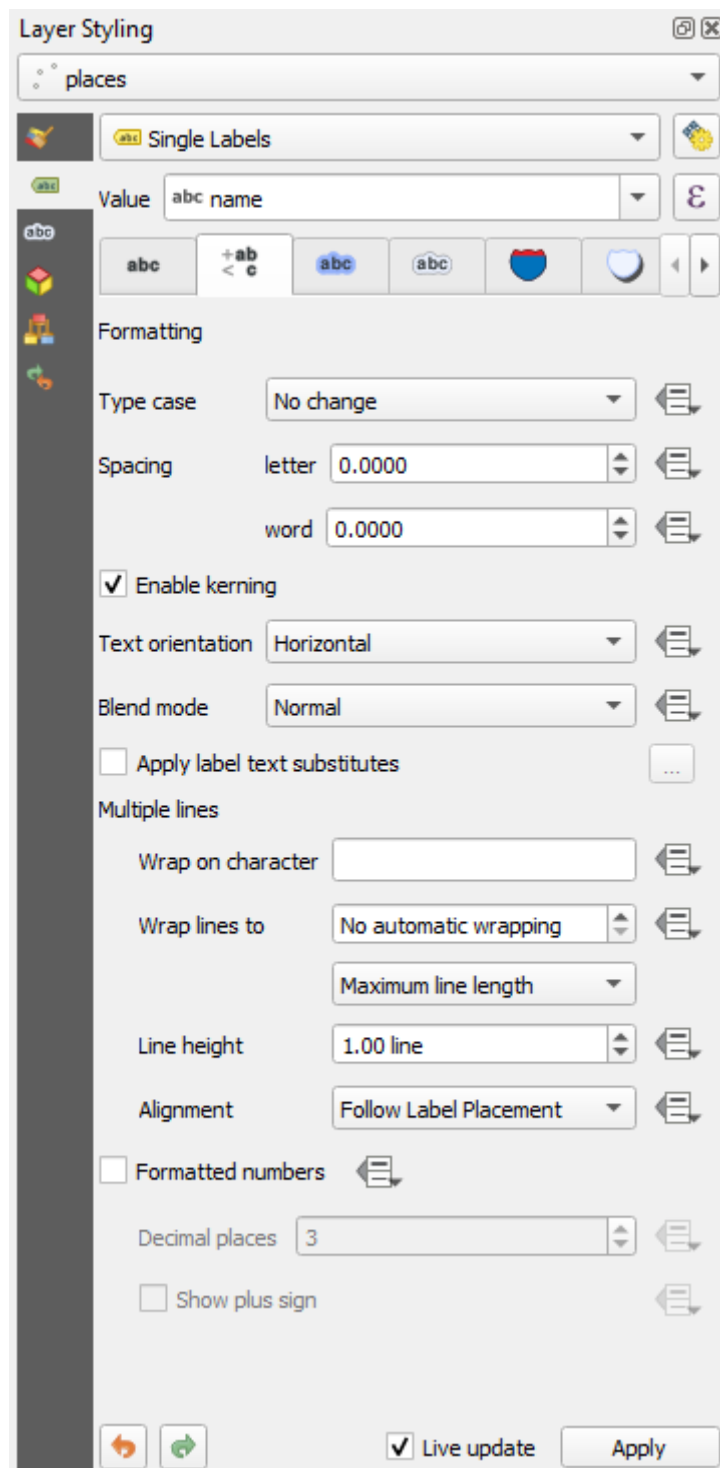 Layer Styling
places
abc Single Labels
Value abc name ε
abc +ab < c abc abc
Formatting
Type case No change
Spacing letter 0.0000
word 0.0000
Enable kerning
Text orientation Horizontal
Blend mode Normal
Apply label text substitutes ...
Multiple lines
Wrap on character
Wrap lines to No automatic wrapping
Maximum line length
Line height 1.00 line
Alignment Follow Label Placement
Formatted numbers
Decimal places 3
Show plus sign
Live update Apply